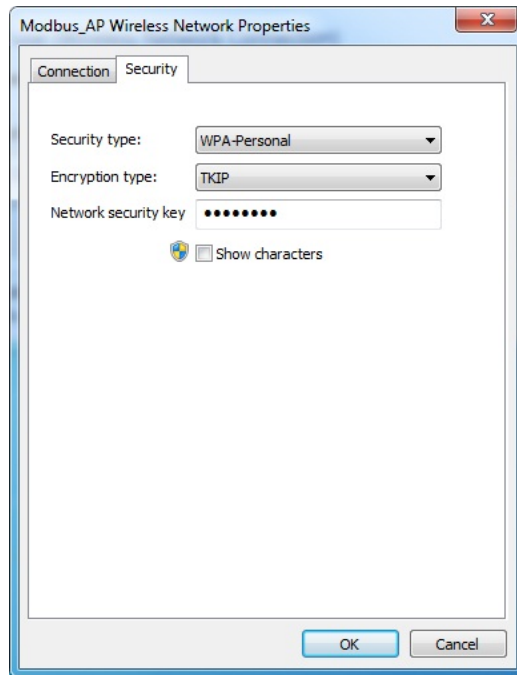 Modbus_AP Wireless Network Properties
Connection Security
Security type: WPA-Personal
Encryption type: TKIP
Network security key ••••••••
Show characters
OK Cancel